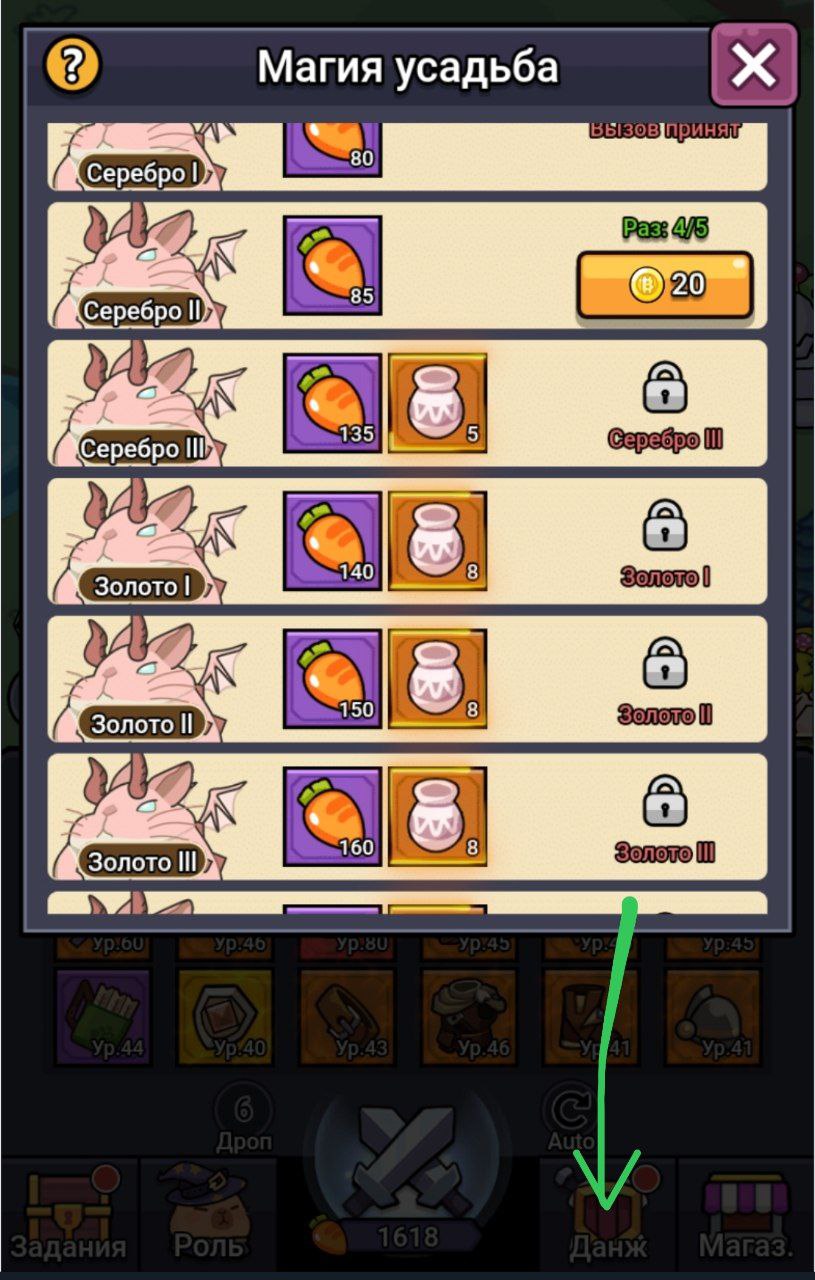 ?
Магия усадьба
Серебро I
80
Вызов принят
Серебро II
85
Раз: 4/5
20
Серебро III
135
5
Серебро III
Золото I
140
8
Золото I
Золото II
150
8
Золото II
Золото III
160
8
Золото III
Ур.60
Ур.46
Ур.80
Ур.45
Ур.45
Ур.44
Ур.40
Ур.43
Ур.46
Ур.41
Ур.41
6
Дроп
Auto
Задания
Роль
1618
Данж
Магаз.